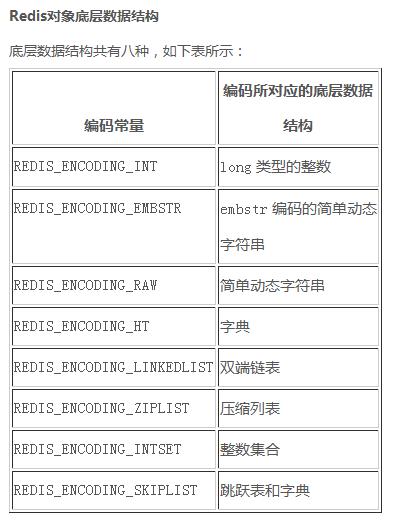 Redis对象底层数据结构
底层数据结构共有八种，如下表所示：
编码常量
编码所对应的底层数据
结构
REDIS_ENCODING_INT
long 类型的整数
REDIS_ENCODING_EMBSTR
embstr 编码的简单动态
字符串
REDIS_ENCODING_RAW
简单动态字符串
REDIS_ENCODING_HT
字典
REDIS_ENCODING_LINKEDLIST
双端链表
REDIS_ENCODING_ZIPLIST
压缩列表
REDIS_ENCODING_INTSET
整数集合
REDIS_ENCODING_SKIPLIST
跳跃表和字典